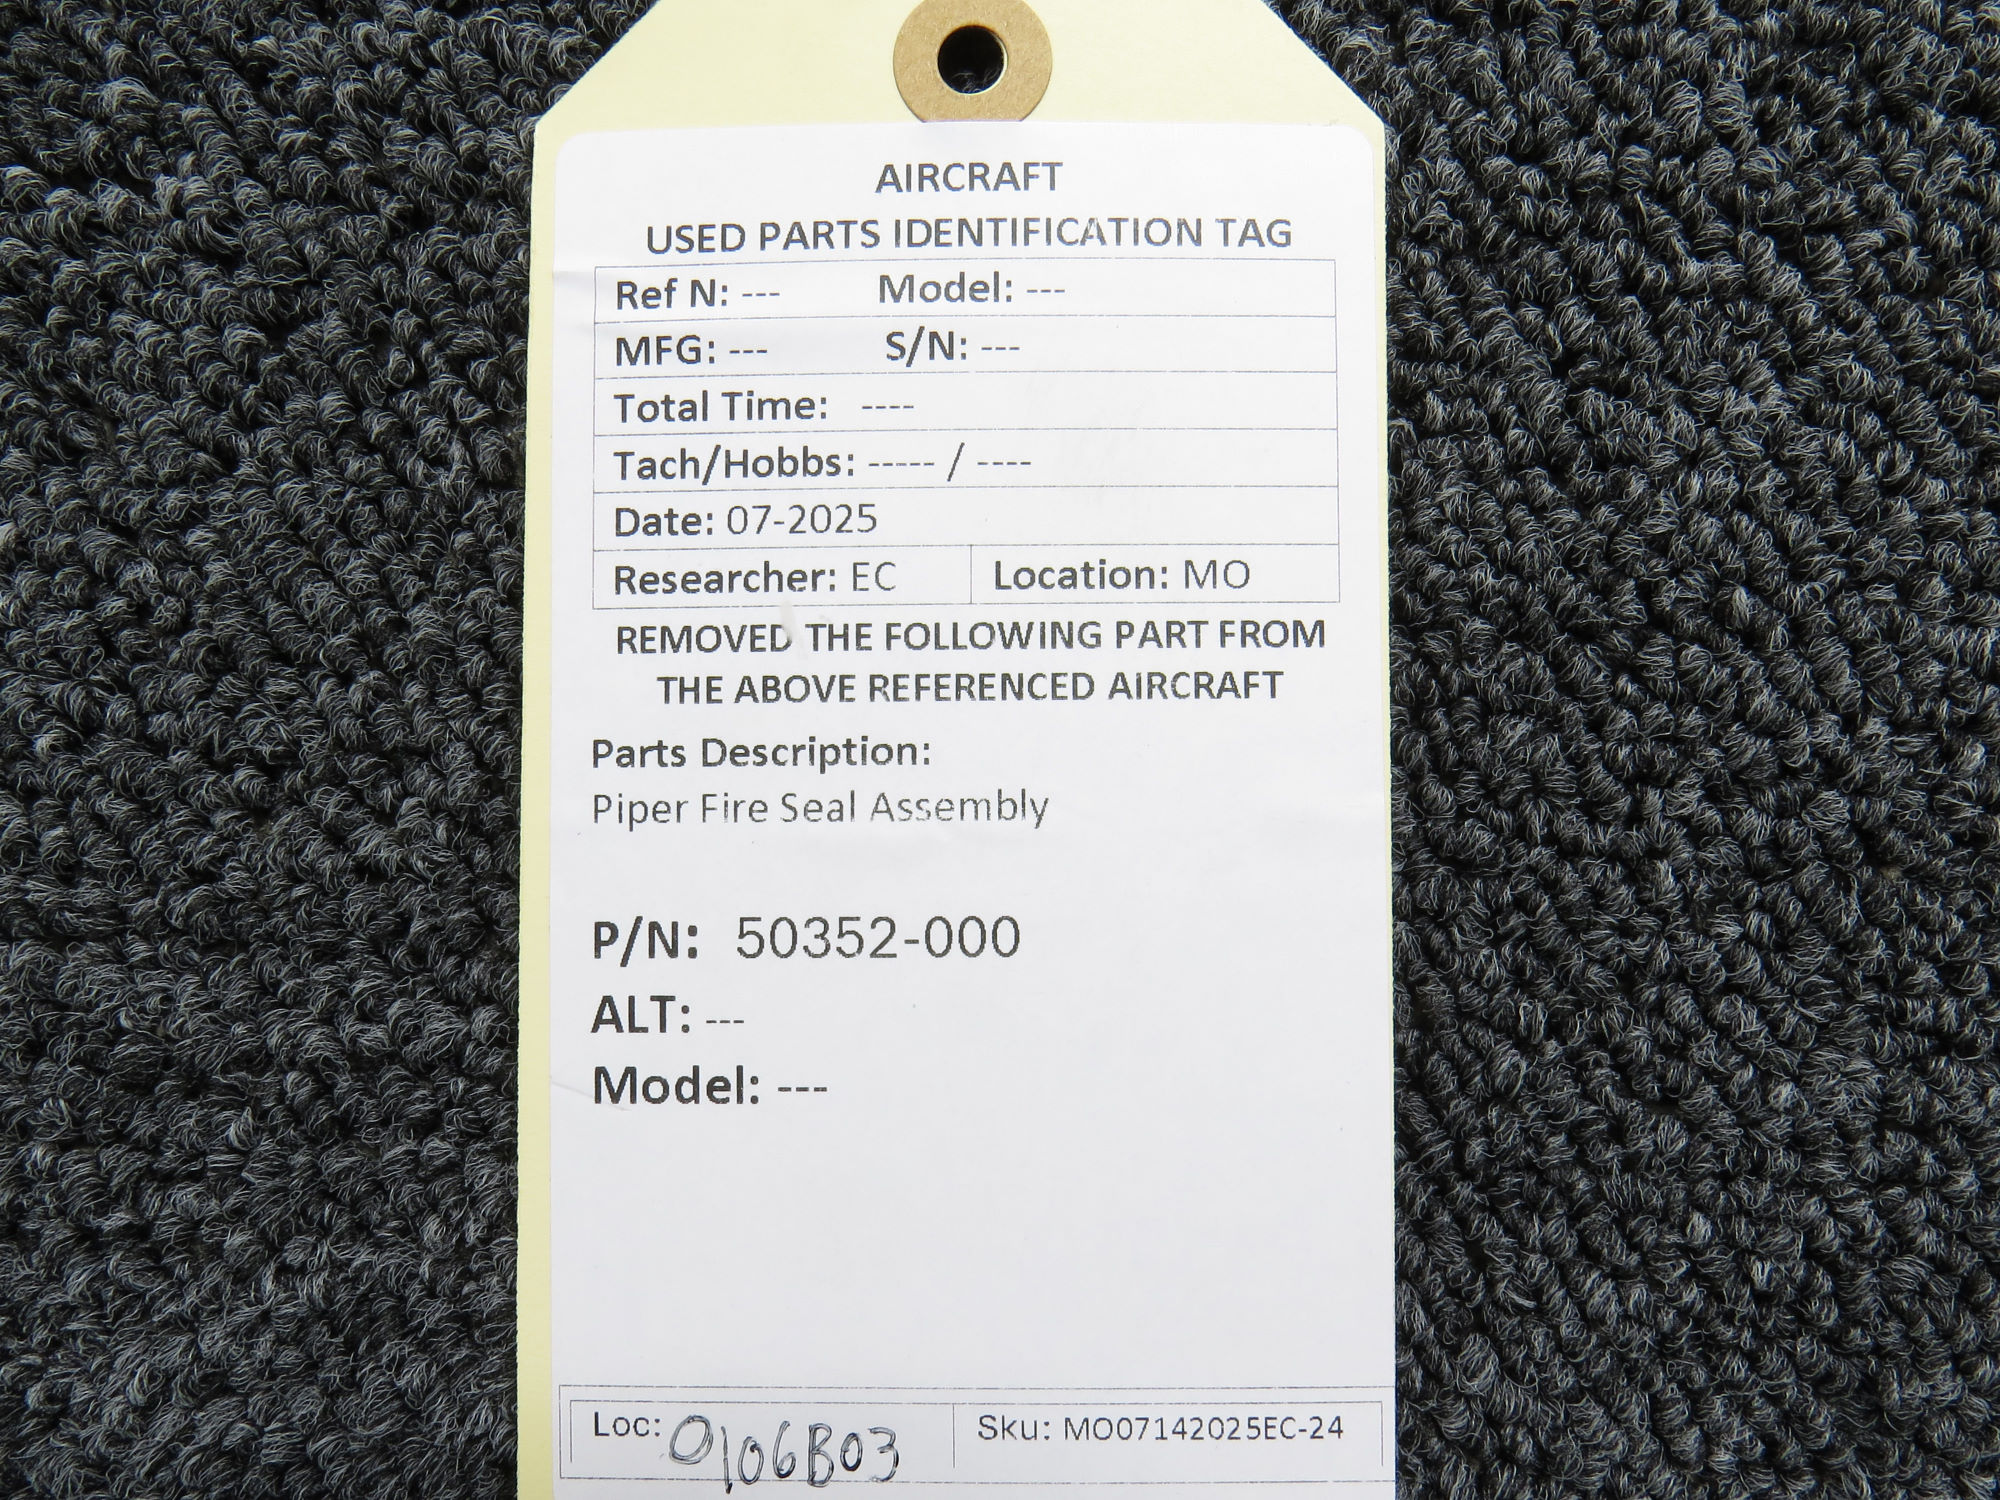 AIRCRAFT
USED PARTS IDENTIFICATION TAG
Ref N: --- Model: ---
MFG: --- S/N: ---
Total Time: ----
Tach/Hobbs: ----- / ----
Date: 07-2025
Researcher: EC Location: MO
REMOVED THE FOLLOWING PART FROM
THE ABOVE REFERENCED AIRCRAFT
Parts Description:
Piper Fire Seal Assembly
P/N: 50352-000
ALT: ---
Model: ---
Loc: 0106B03 Sku: MO07142025EC-24